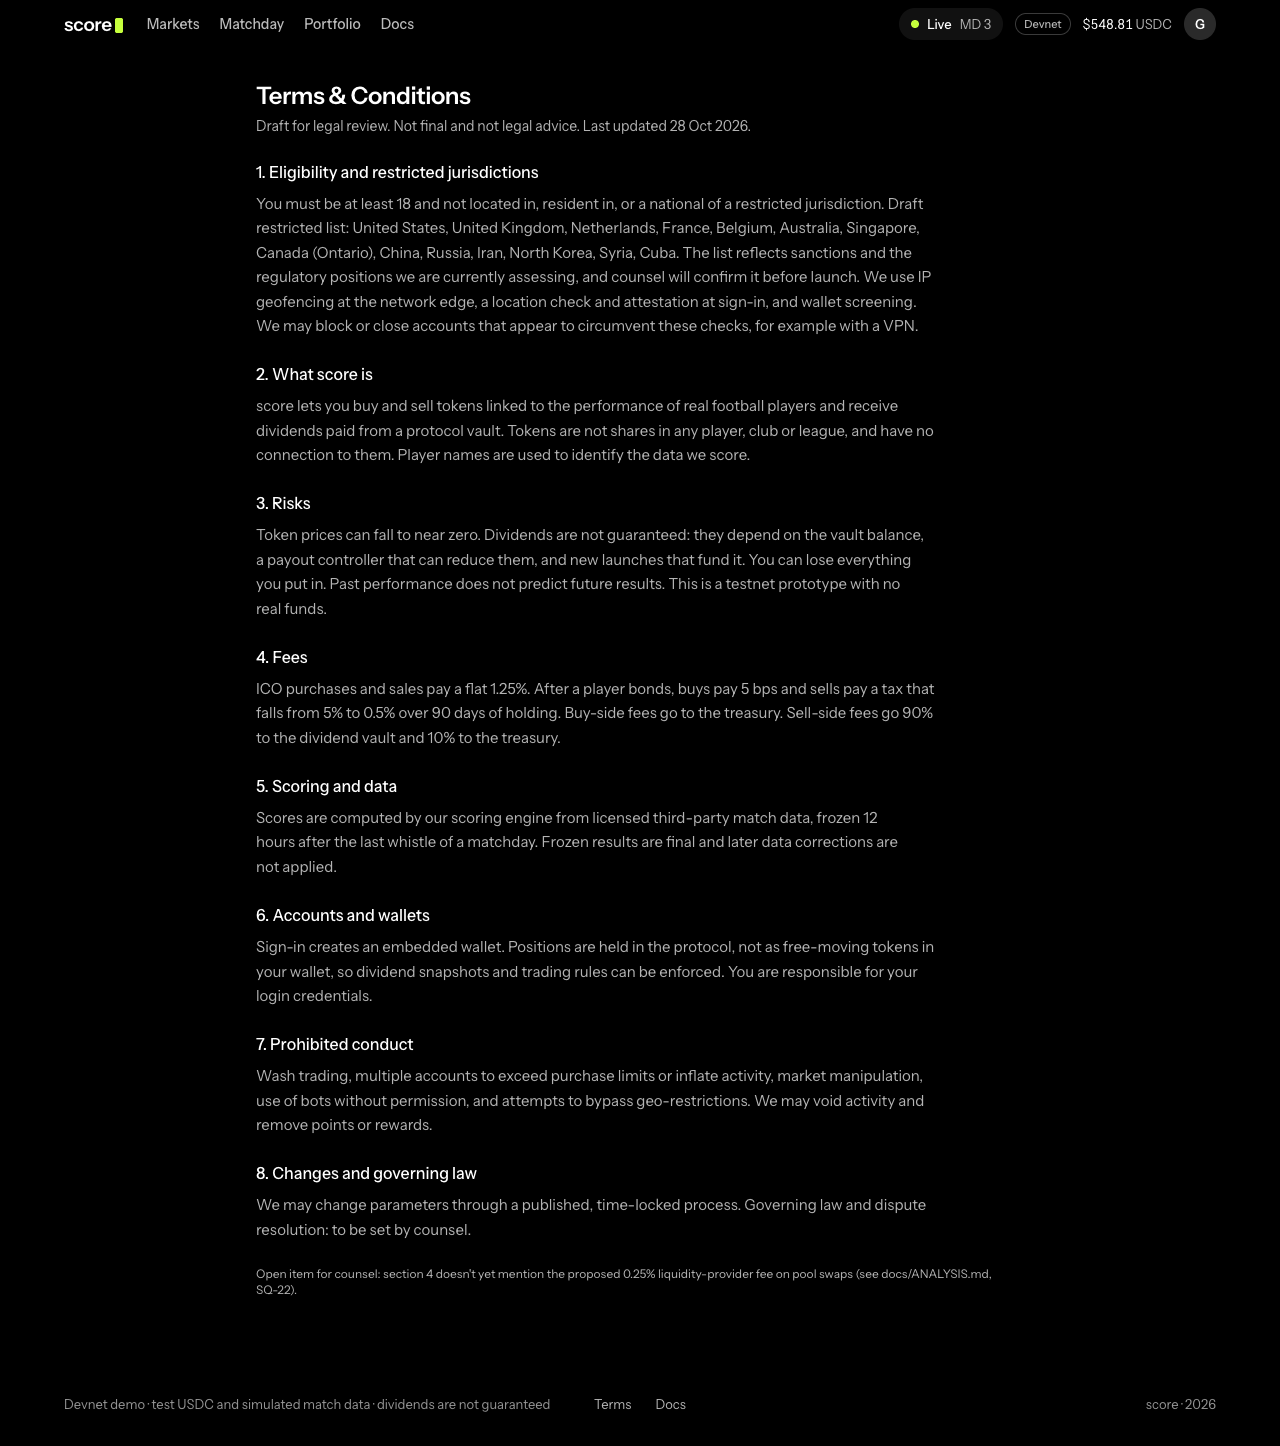 score
Markets
Matchday
Portfolio
Docs
Live MD 3
Devnet
$548.81 USDC
G
Terms & Conditions
Draft for legal review. Not final and not legal advice. Last updated 28 Oct 2026.
1. Eligibility and restricted jurisdictions
You must be at least 18 and not located in, resident in, or a national of a restricted jurisdiction. Draft
restricted list: United States, United Kingdom, Netherlands, France, Belgium, Australia, Singapore,
Canada (Ontario), China, Russia, Iran, North Korea, Syria, Cuba. The list reflects sanctions and the
regulatory positions we are currently assessing, and counsel will confirm it before launch. We use IP
geofencing at the network edge, a location check and attestation at sign-in, and wallet screening.
We may block or close accounts that appear to circumvent these checks, for example with a VPN.
2. What score is
score lets you buy and sell tokens linked to the performance of real football players and receive
dividends paid from a protocol vault. Tokens are not shares in any player, club or league, and have no
connection to them. Player names are used to identify the data we score.
3. Risks
Token prices can fall to near zero. Dividends are not guaranteed: they depend on the vault balance,
a payout controller that can reduce them, and new launches that fund it. You can lose everything
you put in. Past performance does not predict future results. This is a testnet prototype with no
real funds.
4. Fees
ICO purchases and sales pay a flat 1.25%. After a player bonds, buys pay 5 bps and sells pay a tax that
falls from 5% to 0.5% over 90 days of holding. Buy-side fees go to the treasury. Sell-side fees go 90%
to the dividend vault and 10% to the treasury.
5. Scoring and data
Scores are computed by our scoring engine from licensed third-party match data, frozen 12
hours after the last whistle of a matchday. Frozen results are final and later data corrections are
not applied.
6. Accounts and wallets
Sign-in creates an embedded wallet. Positions are held in the protocol, not as free-moving tokens in
your wallet, so dividend snapshots and trading rules can be enforced. You are responsible for your
login credentials.
7. Prohibited conduct
Wash trading, multiple accounts to exceed purchase limits or inflate activity, market manipulation,
use of bots without permission, and attempts to bypass geo-restrictions. We may void activity and
remove points or rewards.
8. Changes and governing law
We may change parameters through a published, time-locked process. Governing law and dispute
resolution: to be set by counsel.
Open item for counsel: section 4 doesn't yet mention the proposed 0.25% liquidity-provider fee on pool swaps (see docs/ANALYSIS.md,
SQ-22).
Devnet demo · test USDC and simulated match data · dividends are not guaranteed
Terms
Docs
score · 2026